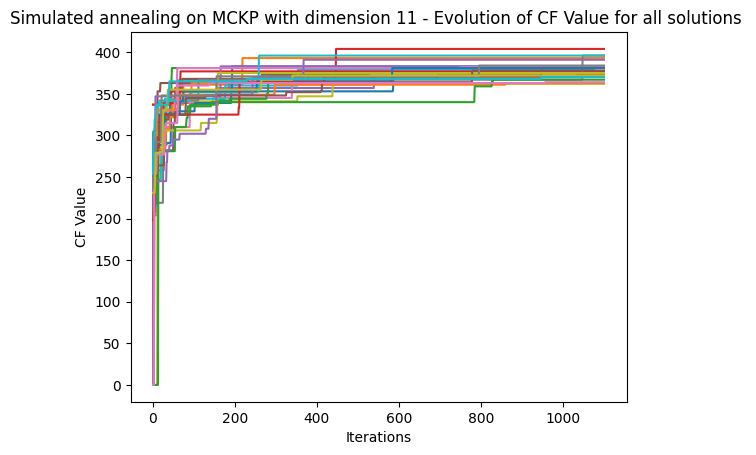 Simulated annealing on MCKP with dimension 11 - Evolution of CF Value for all solutions
400
350
300
250
200
150
100
50
0
CF Value
0 200 400 600 800 1000
Iterations